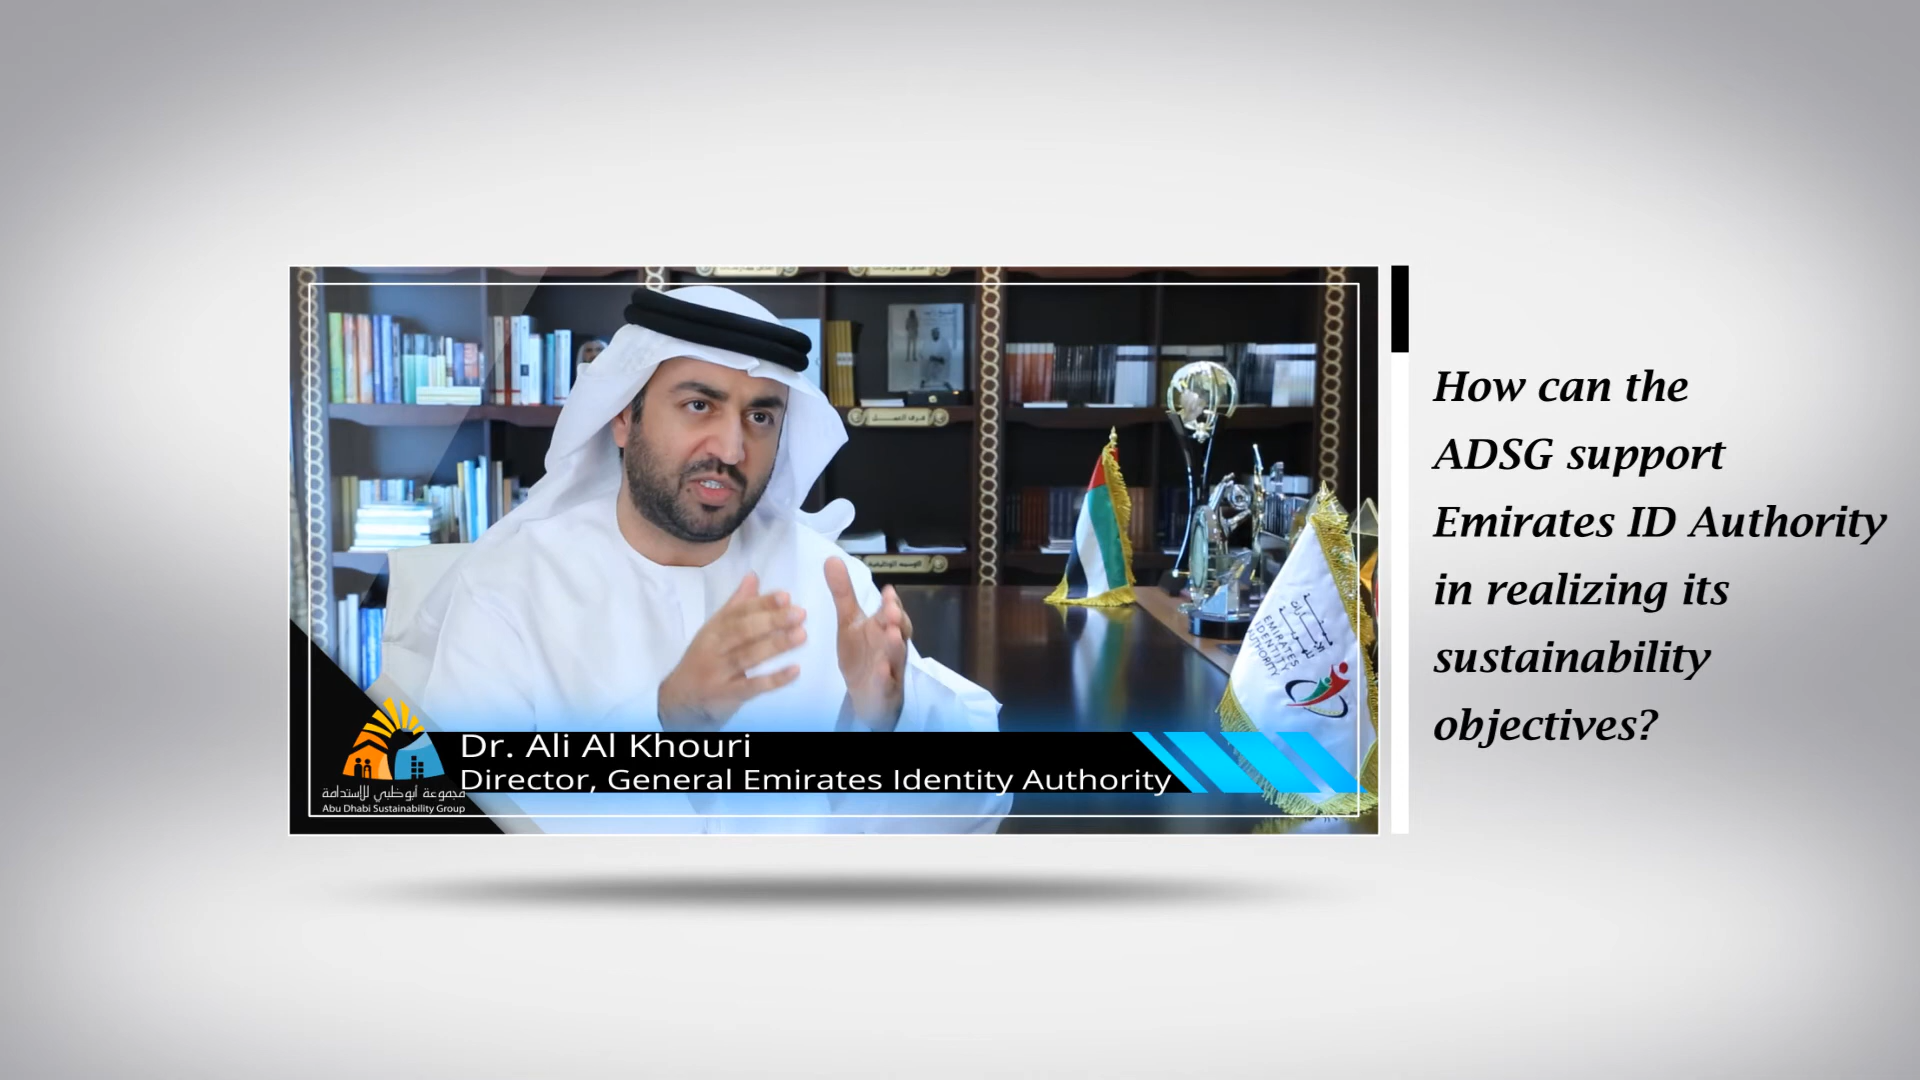 How can the
ADSG support
Emirates ID Authority
in realizing its
sustainability
objectives?
EMIRATES
IDENTITY
AUTHORITY
Dr. Ali Al Khouri
Director, General Emirates Identity Authority
مجموعة أبوظبي للاستدامة
Abu Dhabi Sustainability Group